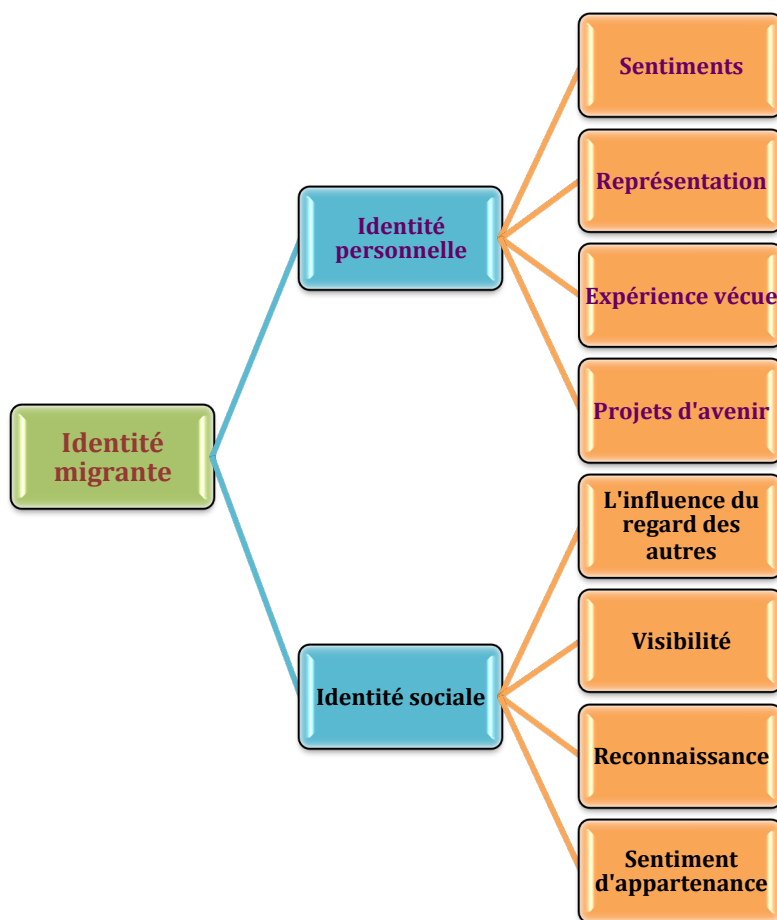 Identité
migrante
Identité
personnelle
Sentiments
Représentation
Expérience vécue
Projets d'avenir
Identité sociale
L'influence du
regard des
autres
Visibilité
Reconnaissance
Sentiment
d'appartenance